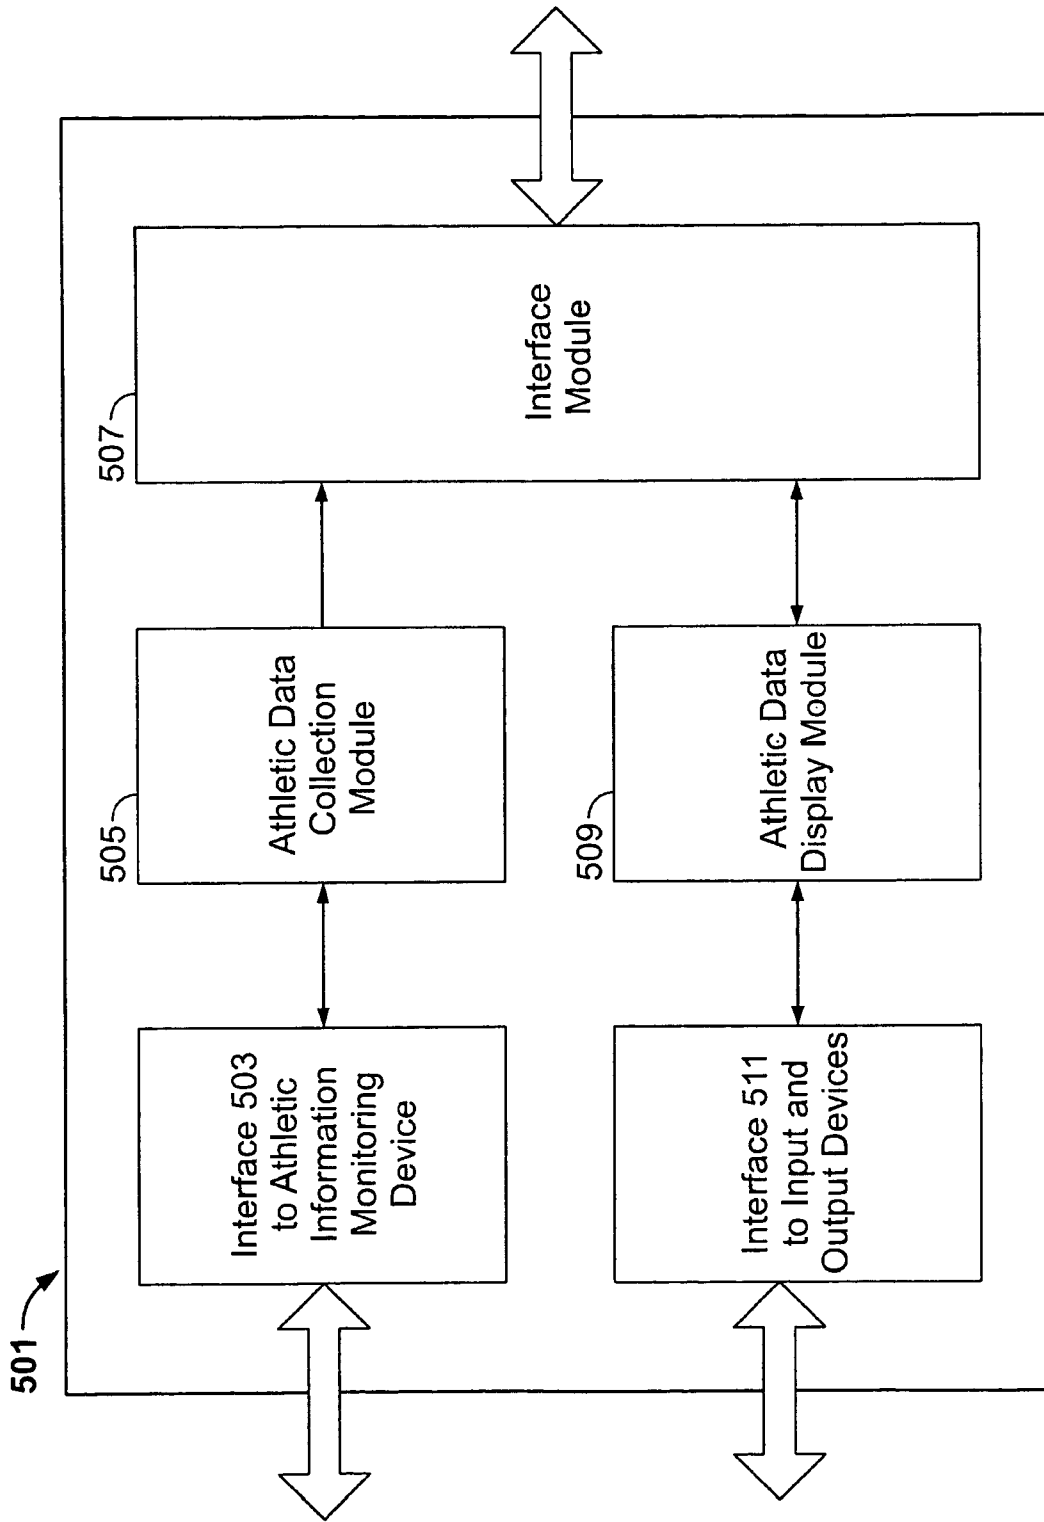 501
Interface 503
to Athletic
Information
Monitoring
Device
505
Athletic Data
Collection
Module
507
Interface
Module
Interface 511
to Input and
Output Devices
509
Athletic Data
Display Module